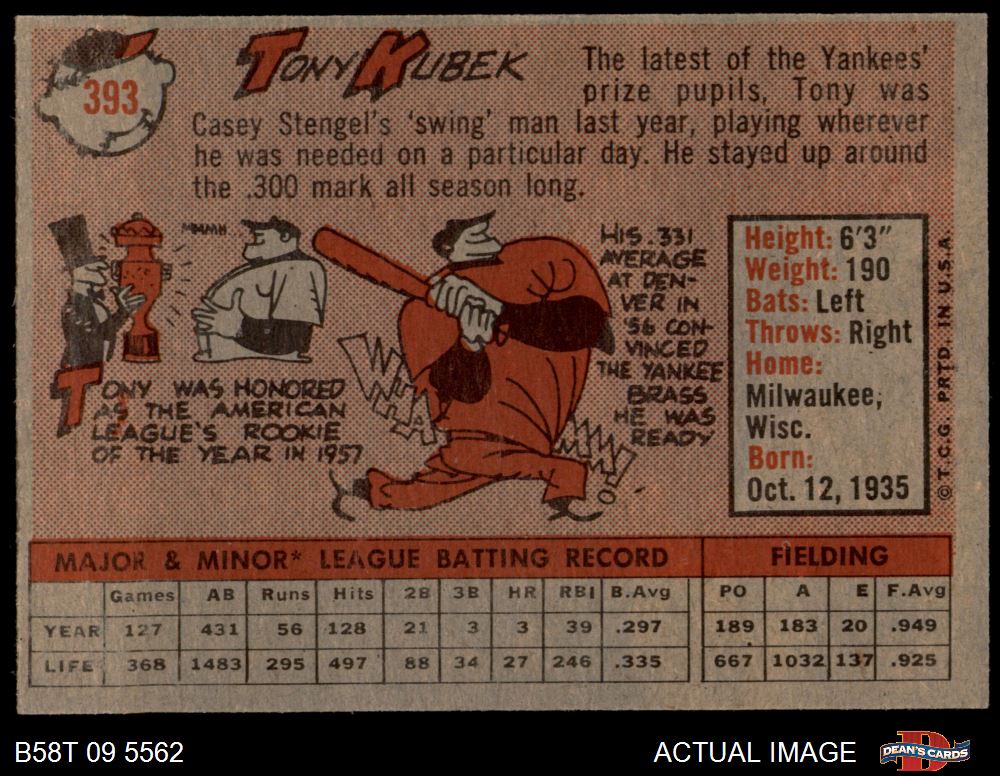 393
TONY KUBEK
The latest of the Yankees'
prize pupils, Tony was
Casey Stengel's 'swing' man last year, playing wherever
he was needed on a particular day. He stayed up around
the .300 mark all season long.
MMMMH
TONY WAS HONORED
AS THE AMERICAN
LEAGUE'S ROOKIE
OF THE YEAR IN 1957
HIS .331
AVERAGE
AT DEN-
VER IN
'56 CON-
VINCED
THE YANKEE
BRASS
HE WAS
READY
Height: 6'3"
Weight: 190
Bats: Left
Throws: Right
Home:
Milwaukee,
Wisc.
Born:
Oct. 12, 1935
© T.C.G. PRTD. IN U.S.A.
MAJOR & MINOR* LEAGUE BATTING RECORD FIELDING
Games AB Runs Hits 2B 3B HR RBI B.Avg PO A E F.Avg
YEAR 127 431 56 128 21 3 3 39 .297 189 183 20 .949
LIFE 368 1483 295 497 88 34 27 246 .335 667 1032 137 .925
B58T 09 5562 ACTUAL IMAGE
D
DEAN'S CARDS